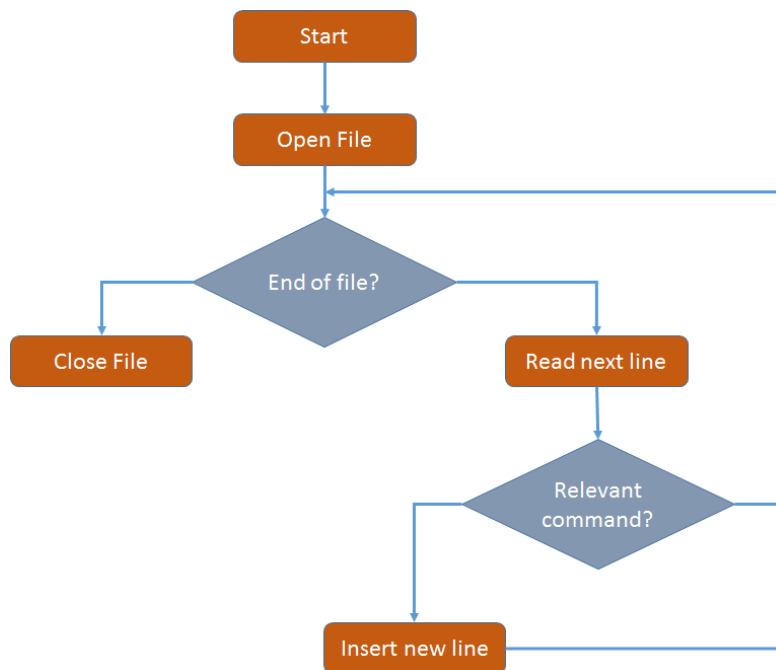 Start
Open File
End of file?
Close File
Read next line
Relevant
command?
Insert new line